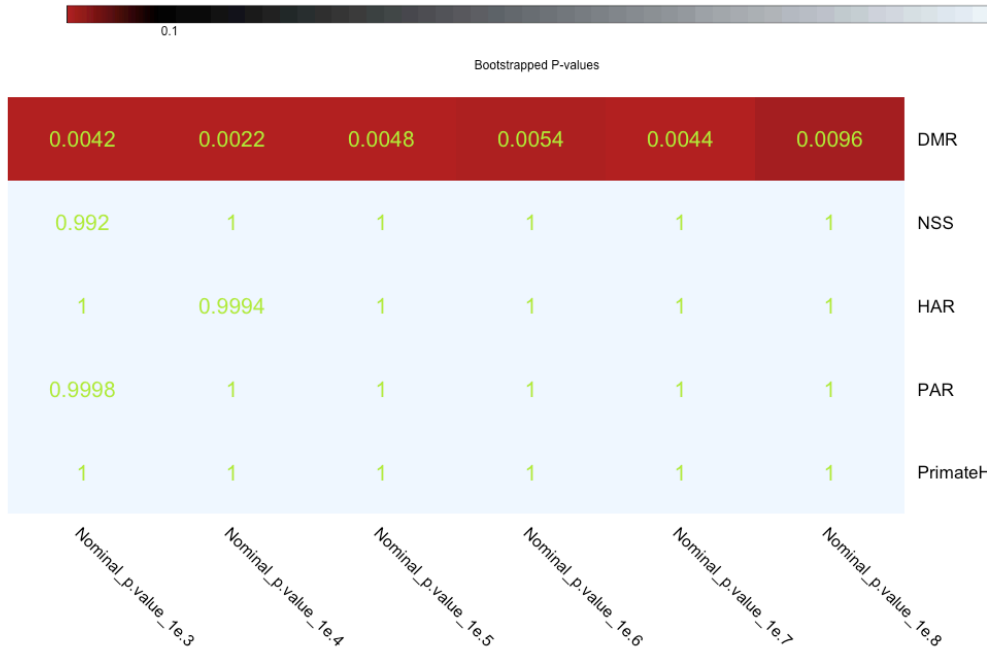 0.1
Bootstrapped P-values
0.0042 0.0022 0.0048 0.0054 0.0044 0.0096 DMR
0.992 1 1 1 1 1 NSS
1 0.9994 1 1 1 1 HAR
0.9998 1 1 1 1 1 PAR
1 1 1 1 1 1 PrimateH
Nominal_p.value_1e.3 Nominal_p.value_1e.4 Nominal_p.value_1e.5 Nominal_p.value_1e.6 Nominal_p.value_1e.7 Nominal_p.value_1e.8